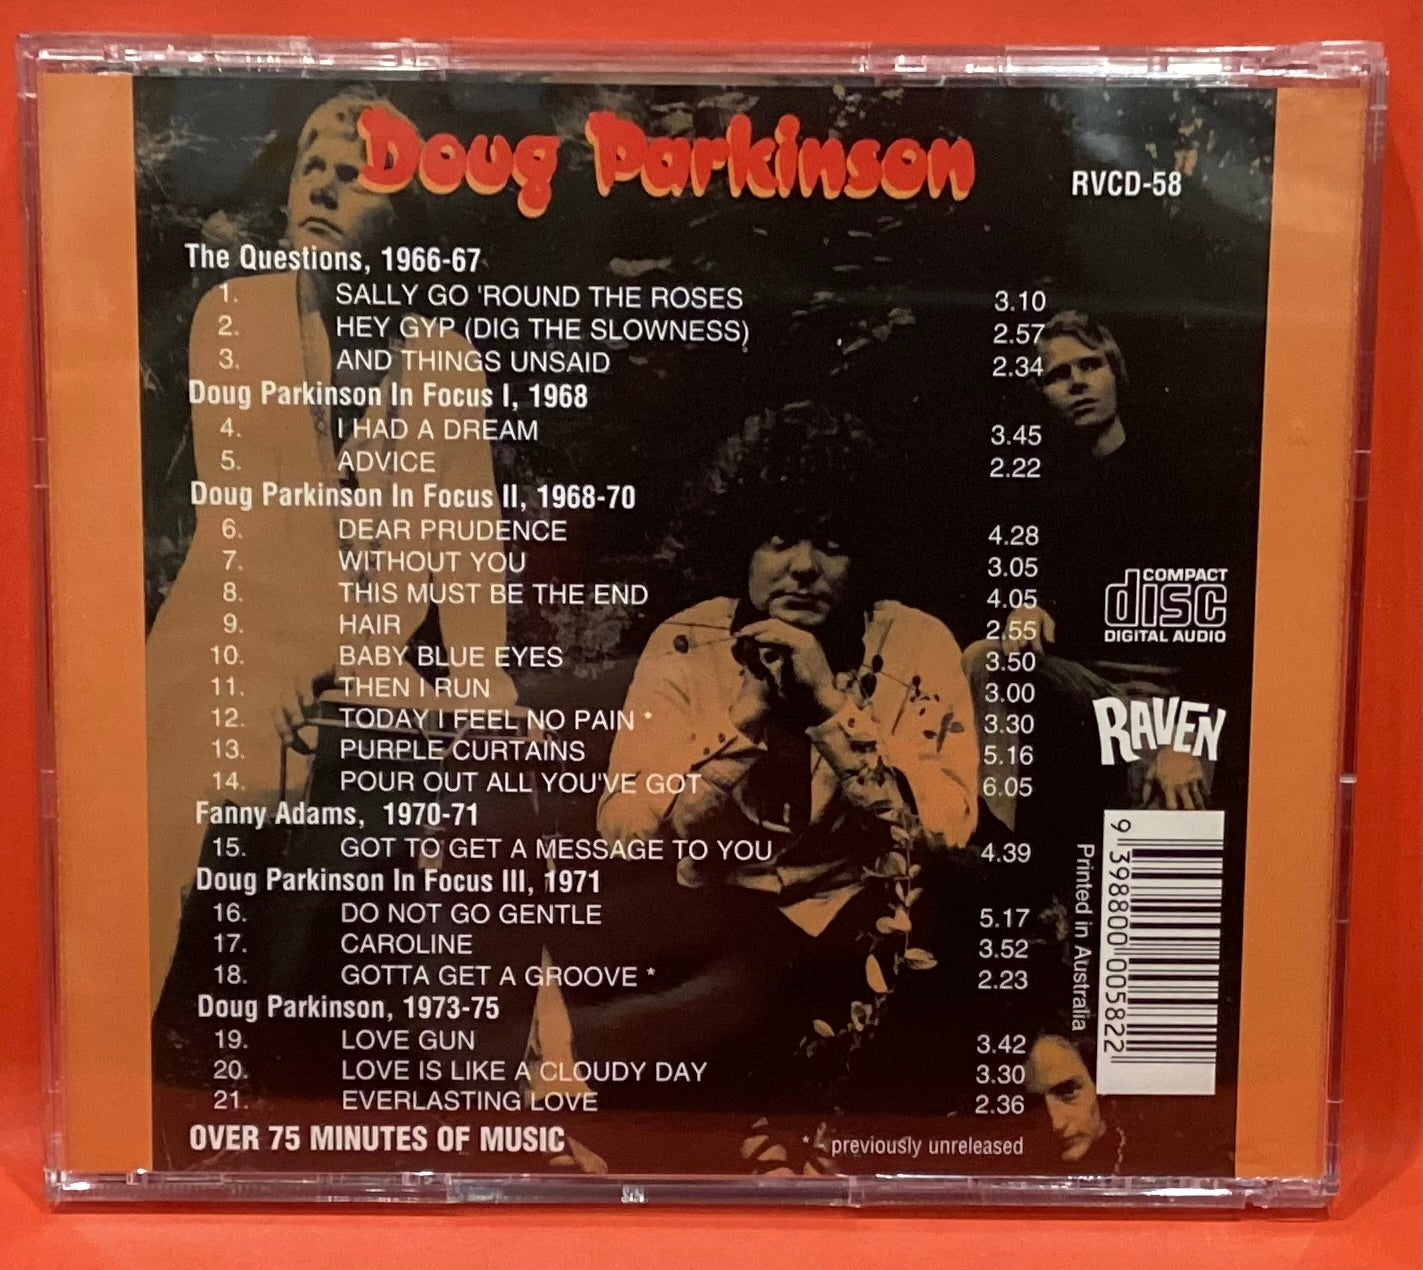 Doug Parkinson
RVCD-58
The Questions, 1966-67
1. SALLY GO 'ROUND THE ROSES 3.10
2. HEY GYP (DIG THE SLOWNESS) 2.57
3. AND THINGS UNSAID 2.34
Doug Parkinson In Focus I, 1968
4. I HAD A DREAM 3.45
5. ADVICE 2.22
Doug Parkinson In Focus II, 1968-70
6. DEAR PRUDENCE 4.28
7. WITHOUT YOU 3.05
8. THIS MUST BE THE END 4.05
9. HAIR 2.55
10. BABY BLUE EYES 3.50
11. THEN I RUN 3.00
12. TODAY I FEEL NO PAIN * 3.30
13. PURPLE CURTAINS 5.16
14. POUR OUT ALL YOU'VE GOT 6.05
Fanny Adams, 1970-71
15. GOT TO GET A MESSAGE TO YOU 4.39
Doug Parkinson In Focus III, 1971
16. DO NOT GO GENTLE 5.17
17. CAROLINE 3.52
18. GOTTA GET A GROOVE * 2.23
Doug Parkinson, 1973-75
19. LOVE GUN 3.42
20. LOVE IS LIKE A CLOUDY DAY 3.30
21. EVERLASTING LOVE 2.36
OVER 75 MINUTES OF MUSIC
* - previously unreleased
COMPACT
disc
DIGITAL AUDIO
RAVEN
Printed in Australia
9 398800 005822